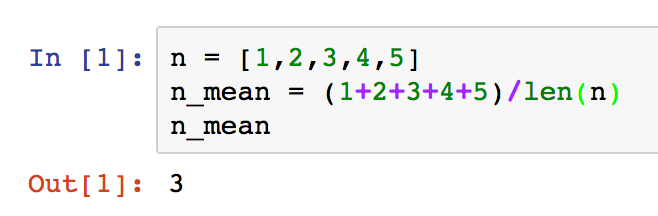 In [1]: n = [1,2,3,4,5]
n_mean = (1+2+3+4+5)/len(n)
n_mean
Out[1]: 3